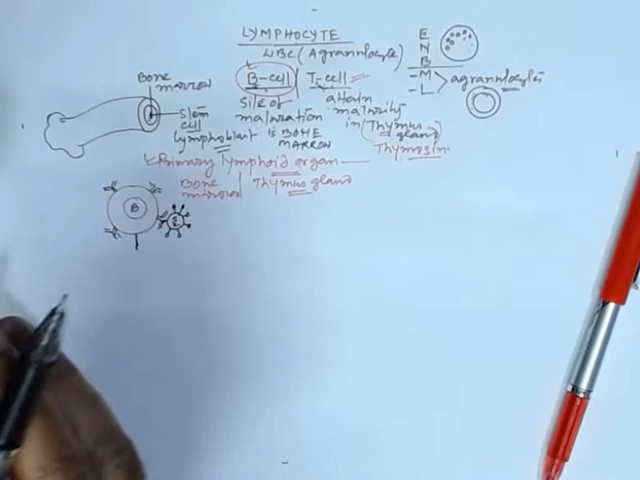 LYMPHOCYTE
WBC (Agranulocyte)
B-cell | T-cell
Site of
maturation
is BONE
MARROW
attain
maturity
in (Thymus
gland)
Thymosin
E
N
B
- M
- L
agranulocytes
Bone
marrow
Stem
cell
Lymphoblast
Primary lymphoid organ
Bone
marrow
Thymus gland
B